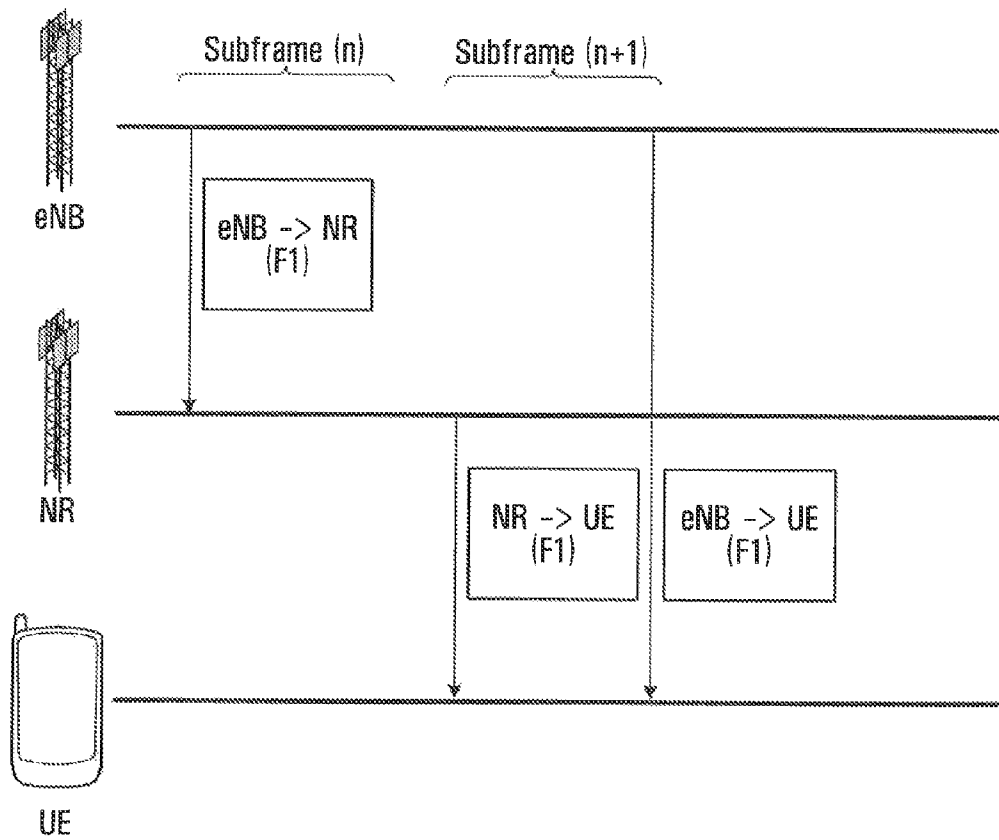 Subframe (n)
Subframe (n+1)
eNB
eNB -> NR
(F1)
NR
NR -> UE
(F1)
eNB -> UE
(F1)
UE